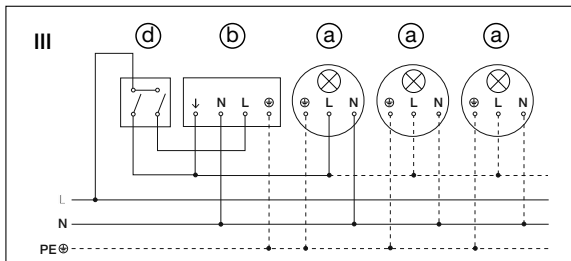 III
d b a a a
↓ N L ⏚ ⏚ L N ⏚ L N ⏚ L N
L
N
PE ⏚